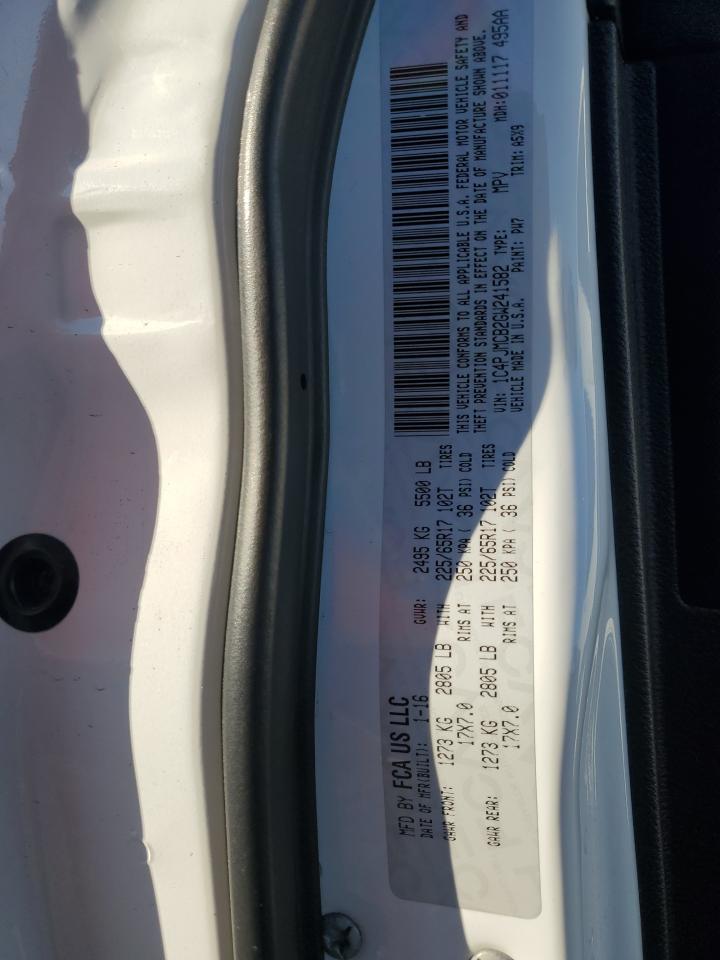 MFD BY FCA US LLC
DATE OF MFR(BUILT): 1-16 GVWR: 2495 KG 5500 LB
GAWR FRONT: 1273 KG 2805 LB WITH 225/65R17 102T TIRES
17X7.0 RIMS AT 250 KPA ( 36 PSI) COLD
GAWR REAR: 1273 KG 2805 LB WITH 225/65R17 102T TIRES
17X7.0 RIMS AT 250 KPA ( 36 PSI) COLD
THIS VEHICLE CONFORMS TO ALL APPLICABLE U.S.A. FEDERAL MOTOR VEHICLE SAFETY AND
THEFT PREVENTION STANDARDS IN EFFECT ON THE DATE OF MANUFACTURE SHOWN ABOVE.
VIN: 1C4PJMCB2GW241582 TYPE: MPV MDH: 011117 495AA
VEHICLE MADE IN U.S.A. PAINT: PW7 TRIM: A5X9